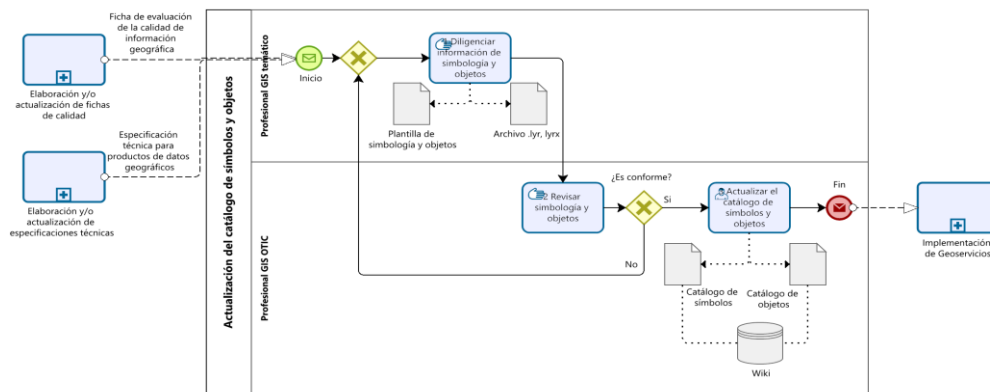 Ficha de evaluación
de la calidad de
información
geográfica
Elaboración y/o
actualización de fichas
de calidad
Especificación
técnica para
productos de datos
geográficos
Elaboración y/o
actualización de
especificaciones técnicas
Actualización del catálogo de símbolos y objetos
Profesional GIS temático
Inicio
Diligenciar
información de
simbología y
objetos
Plantilla de
simbología y objetos
Archivo .lyr, lyrx
Profesional GIS OTIC
2 Revisar
simbología y
objetos
¿Es conforme?
Si
No
Actualizar el
catálogo de
símbolos y
objetos
Fin
Catálogo de
símbolos
Catálogo de
objetos
Wiki
Implementación
de Geoservicios